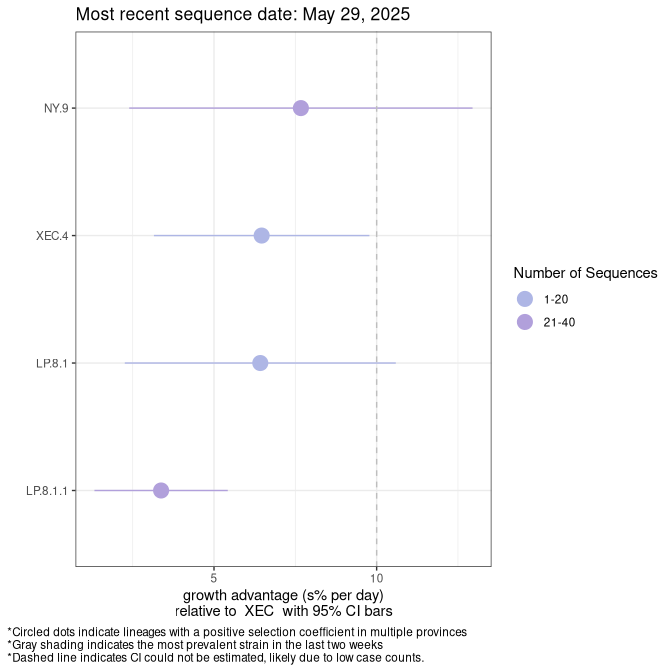 Most recent sequence date: May 29, 2025
NY.9
XEC.4
LP.8.1
LP.8.1.1
5 10
growth advantage (s% per day)
relative to XEC with 95% CI bars
Number of Sequences
1-20
21-40
*Circled dots indicate lineages with a positive selection coefficient in multiple provinces
*Gray shading indicates the most prevalent strain in the last two weeks
*Dashed line indicates CI could not be estimated, likely due to low case counts.